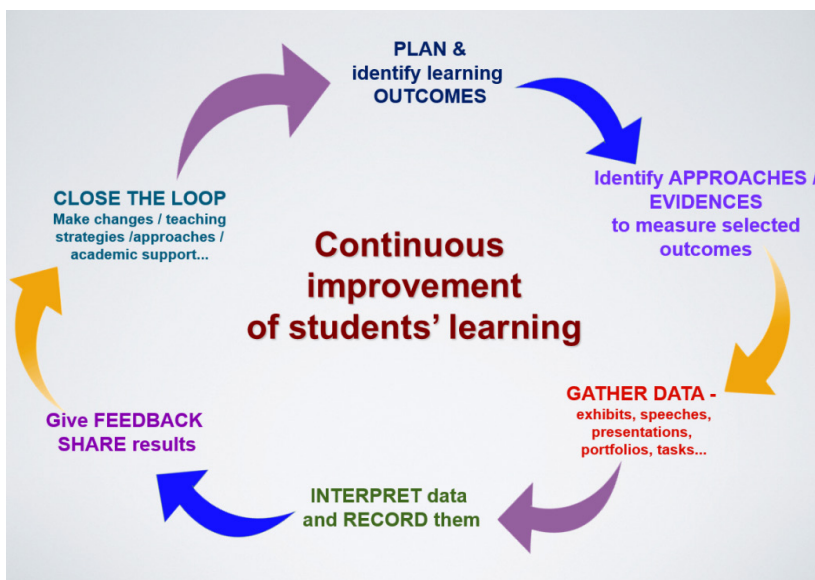 PLAN &
identify learning
OUTCOMES
Identify APPROACHES /
EVIDENCES
to measure selected
outcomes
GATHER DATA -
exhibits, speeches,
presentations,
portfolios, tasks...
INTERPRET data
and RECORD them
Give FEEDBACK
SHARE results
CLOSE THE LOOP
Make changes / teaching
strategies /approaches /
academic support...
Continuous
improvement
of students’ learning